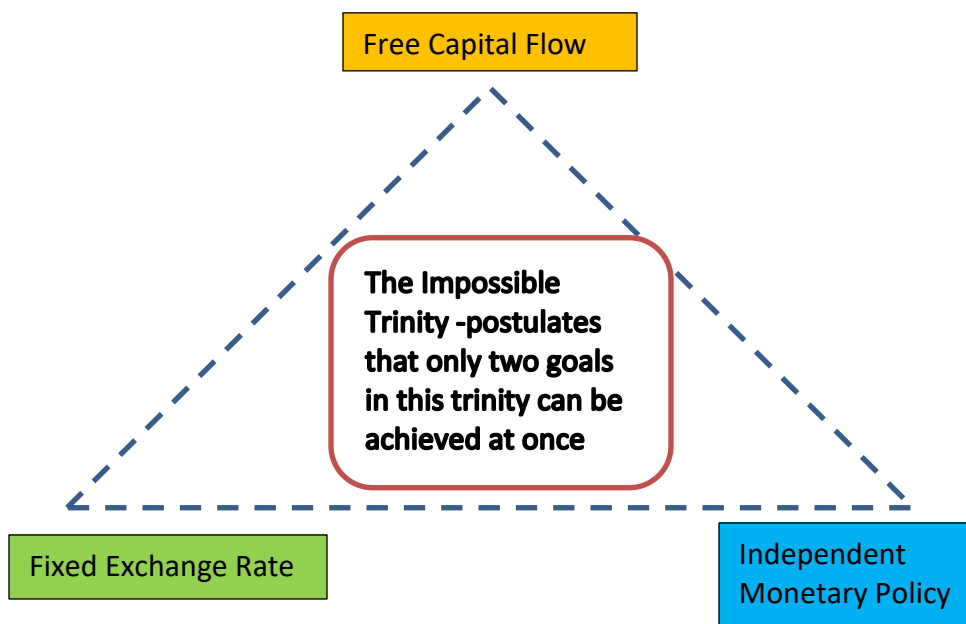 Free Capital Flow
The Impossible
Trinity -postulates
that only two goals
in this trinity can be
achieved at once
Fixed Exchange Rate
Independent
Monetary Policy